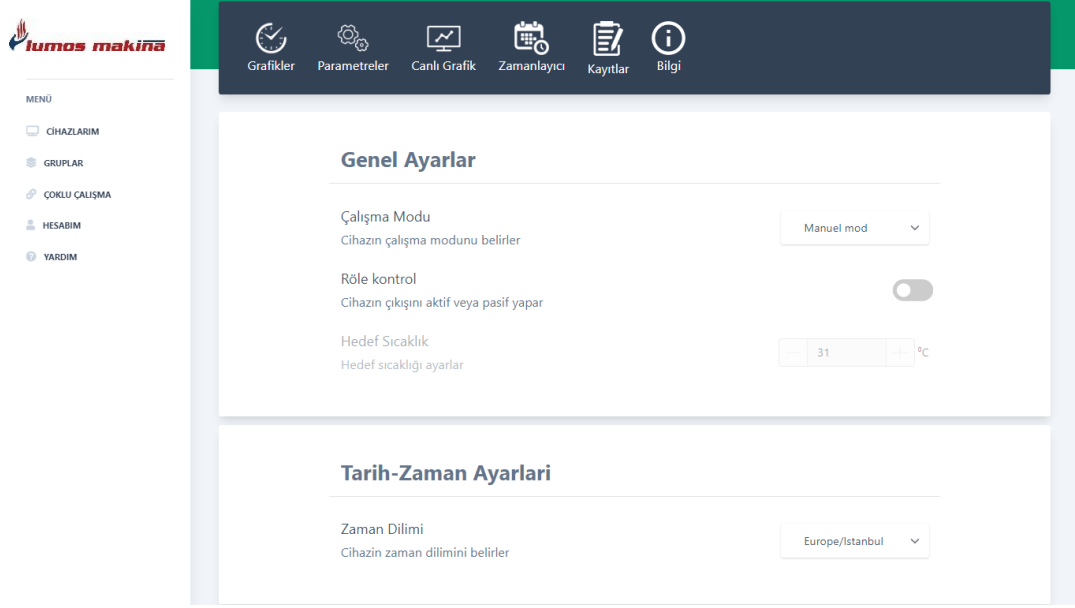 lumos makina
MENÜ
CİHAZLARIM
GRUPLAR
ÇOKLU ÇALIŞMA
HESABIM
YARDIM
Grafikler
Parametreler
Canlı Grafik
Zamanlayıcı
Kayıtlar
Bilgi
Genel Ayarlar
Çalışma Modu
Cihazın çalışma modunu belirler
Manuel mod
Röle kontrol
Cihazın çıkışını aktif veya pasif yapar
Hedef Sıcaklık
Hedef sıcaklığı ayarlar
31
°C
Tarih-Zaman Ayarlari
Zaman Dilimi
Cihazin zaman dilimini belirler
Europe/Istanbul